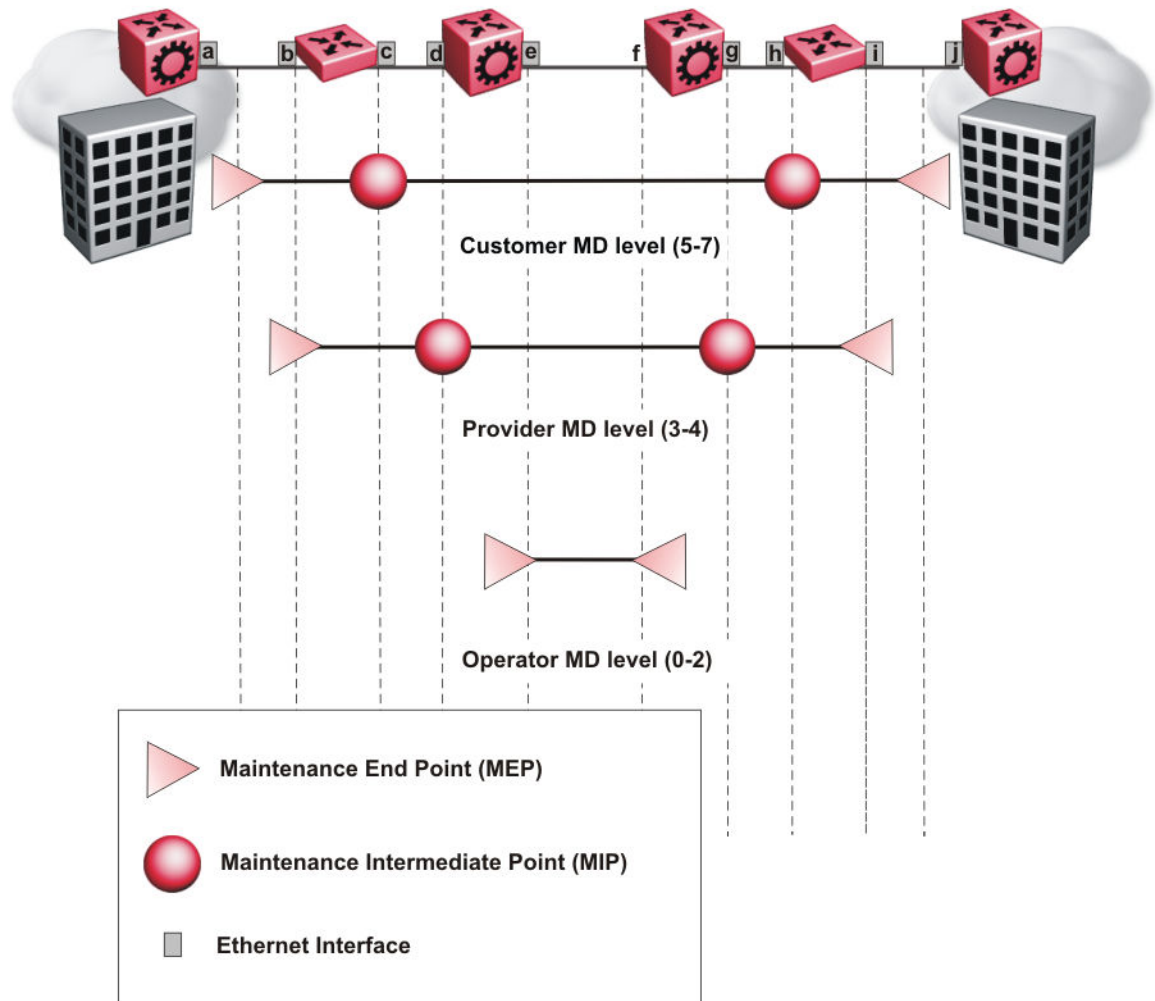 a b c d e f g h i j
Customer MD level (5-7)
Provider MD level (3-4)
Operator MD level (0-2)
Maintenance End Point (MEP)
Maintenance Intermediate Point (MIP)
Ethernet Interface